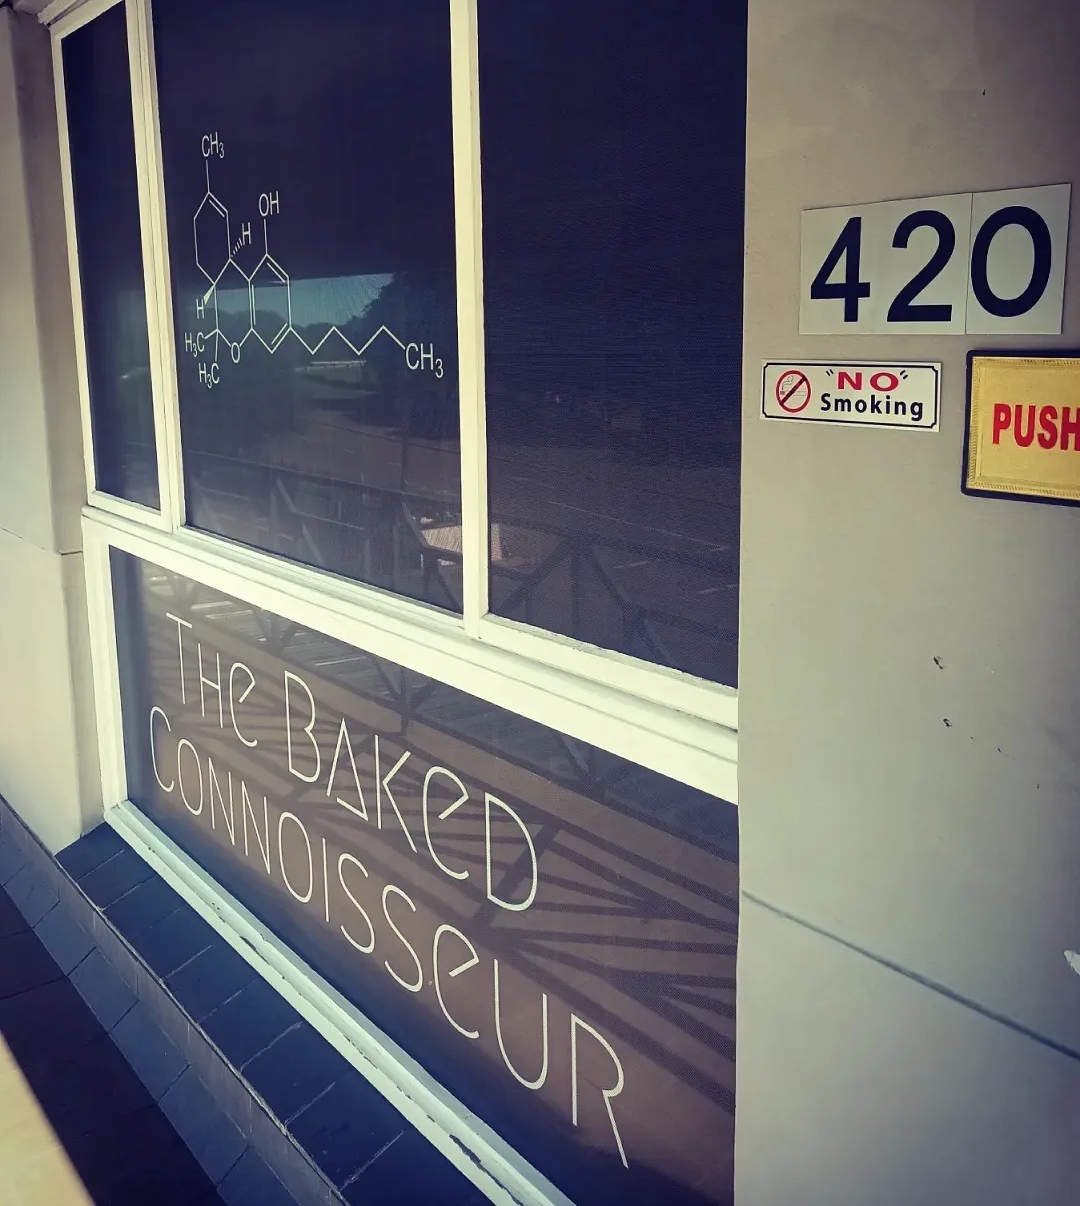 CH3
OH
H
H
H3C
O
H3C
CH3
420
"NO"
Smoking
PUSH
THe BAKeD
CONNOISSeUR